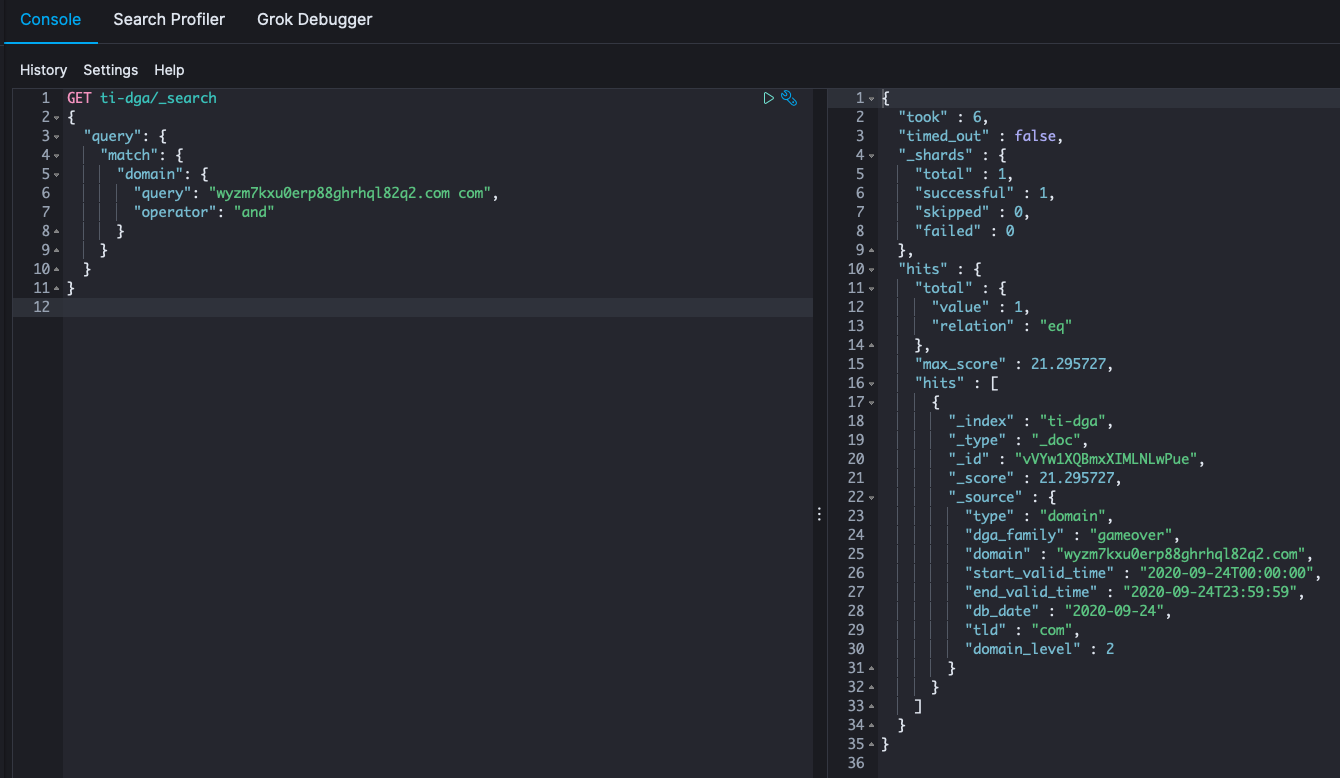 Console Search Profiler Grok Debugger
History Settings Help
1 GET ti-dga/_search
2 {
3 "query": {
4 "match": {
5 "domain": {
6 "query": "wyzm7kxu0erp88ghrhql82q2.com com",
7 "operator": "and"
8 }
9 }
10 }
11 }
12
1 {
2 "took" : 6,
3 "timed_out" : false,
4 "_shards" : {
5 "total" : 1,
6 "successful" : 1,
7 "skipped" : 0,
8 "failed" : 0
9 },
10 "hits" : {
11 "total" : {
12 "value" : 1,
13 "relation" : "eq"
14 },
15 "max_score" : 21.295727,
16 "hits" : [
17 {
18 "_index" : "ti-dga",
19 "_type" : "_doc",
20 "_id" : "vVYw1XQBmxXIMLNLwPue",
21 "_score" : 21.295727,
22 "_source" : {
23 "type" : "domain",
24 "dga_family" : "gameover",
25 "domain" : "wyzm7kxu0erp88ghrhql82q2.com",
26 "start_valid_time" : "2020-09-24T00:00:00",
27 "end_valid_time" : "2020-09-24T23:59:59",
28 "db_date" : "2020-09-24",
29 "tld" : "com",
30 "domain_level" : 2
31 }
32 }
33 ]
34 }
35 }
36